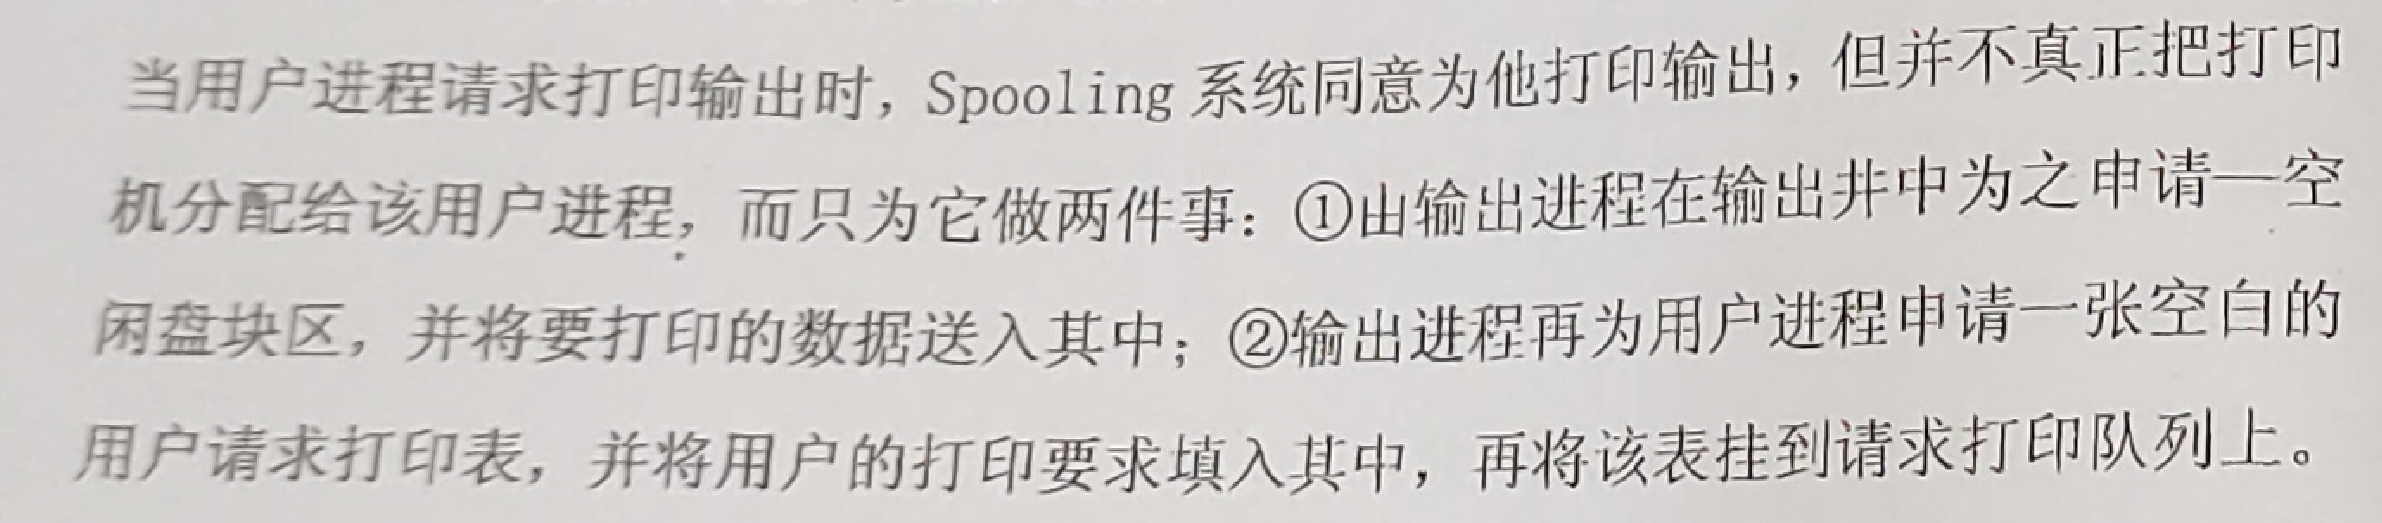 当用户进程请求打印输出时，Spooling 系统同意为他打印输出，但并不真正把打印
机分配给该用户进程，而只为它做两件事：①由输出进程在输出井中为之申请一空
闲盘块区，并将要打印的数据送入其中；②输出进程再为用户进程申请一张空白的
用户请求打印表，并将用户的打印要求填入其中，再将该表挂到请求打印队列上。